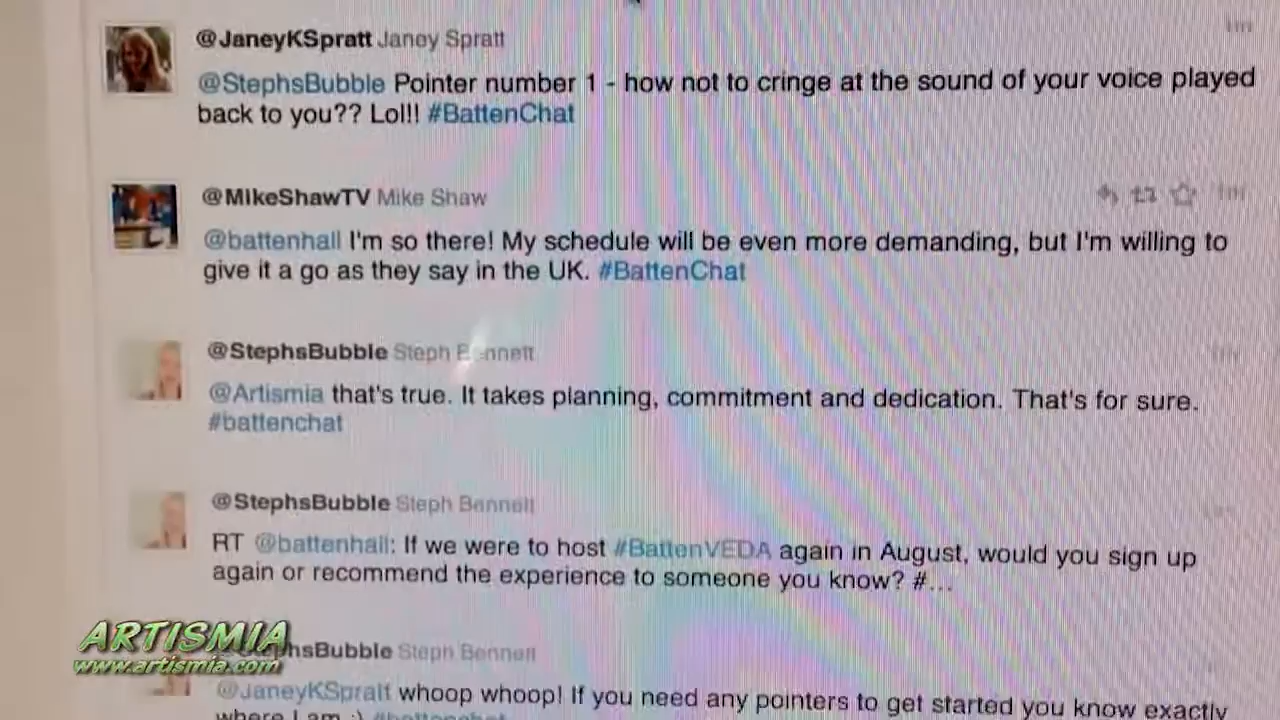 @JaneyKSpratt Janey Spratt 1m
@StephsBubble Pointer number 1 - how not to cringe at the sound of your voice played
back to you?? Lol!! #BattenChat
@MikeShawTV Mike Shaw 1m
@battenhall I'm so there! My schedule will be even more demanding, but I'm willing to
give it a go as they say in the UK. #BattenChat
@StephsBubble Steph Bennett 1m
@Artismia that's true. It takes planning, commitment and dedication. That's for sure.
#battenchat
@StephsBubble Steph Bennett
RT @battenhall: If we were to host #BattenVEDA again in August, would you sign up
again or recommend the experience to someone you know? #...
ARTISMIA
www.artismia.com
hsBubble Steph Bennett
@JaneyKSpratt whoop whoop! If you need any pointers to get started you know exactly
where I am :) #battenchat